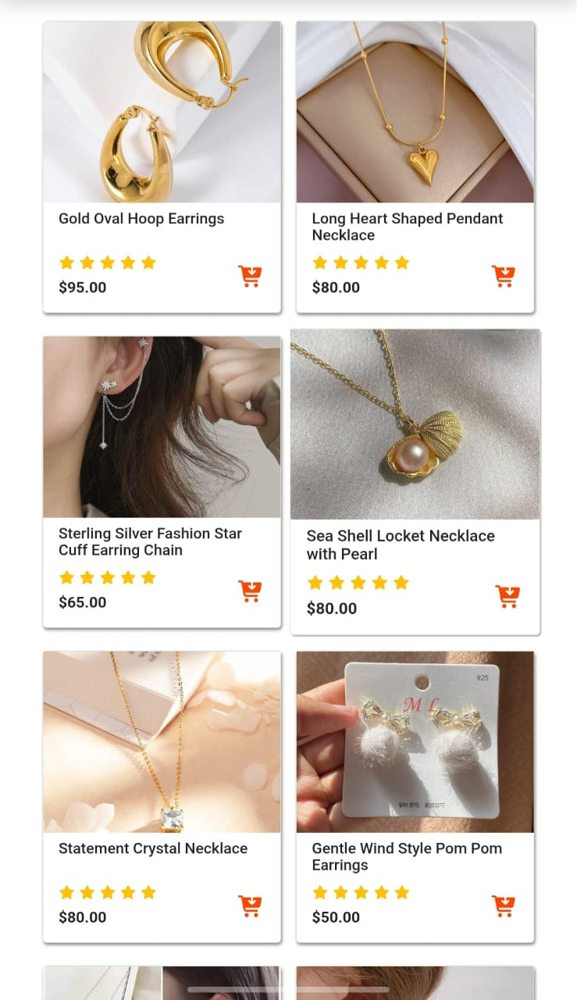 Gold Oval Hoop Earrings
$95.00
Long Heart Shaped Pendant
Necklace
$80.00
Sterling Silver Fashion Star
Cuff Earring Chain
$65.00
Sea Shell Locket Necklace
with Pearl
$80.00
Statement Crystal Necklace
$80.00
925
M L
Gentle Wind Style Pom Pom
Earrings
$50.00